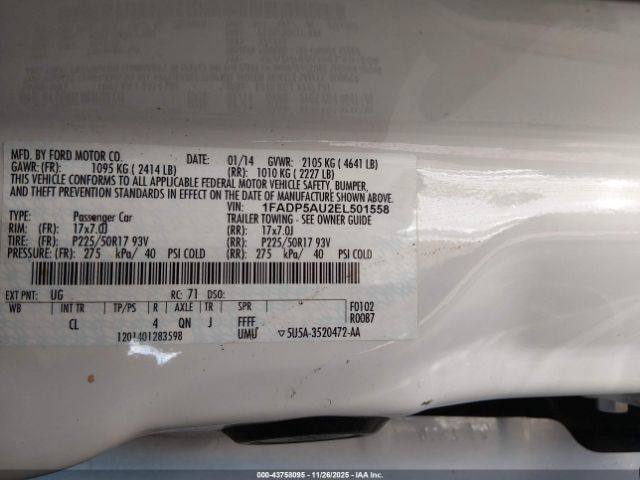 MFD. BY FORD MOTOR CO.
DATE: 01/14 GVWR: 2105 KG ( 4641 LB)
GAWR: (FR): 1095 KG ( 2414 LB) (RR): 1010 KG ( 2227 LB)
THIS VEHICLE CONFORMS TO ALL APPLICABLE FEDERAL MOTOR VEHICLE SAFETY, BUMPER,
AND THEFT PREVENTION STANDARDS IN EFFECT ON THE DATE OF MANUFACTURE SHOWN ABOVE.
VIN: 1FADP5AU2EL501558
TYPE: Passenger Car TRAILER TOWING - SEE OWNER GUIDE
RIM: (FR): 17x7.0J (RR): 17x7.0J
TIRE: (FR): P225/50R17 93V (RR): P225/50R17 93V
PRESSURE: (FR): 275 kPa/ 40 PSI COLD (RR): 275 kPa/ 40 PSI COLD
EXT PNT: UG RC: 71 DSO:
WB INT TR TP/PS R AXLE TR SPR F0102
R0087
CL 4 QN J FFFF
1201401283598 UMU ▽5U5A-3520472-AA
000-43758095 - 11/26/2025 - IAA Inc.